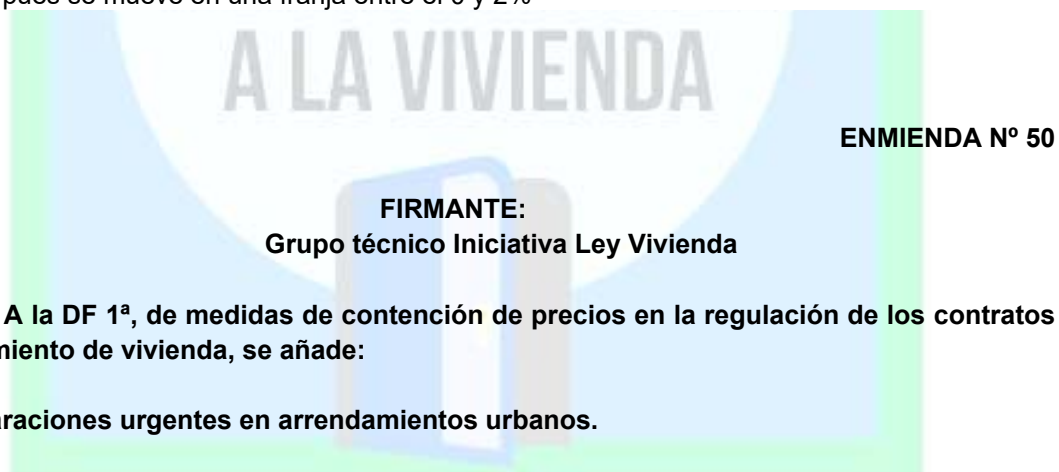 pues se mueve en una franja entre el 0 y 2%
A LA VIVIENDA
ENMIENDA Nº 50
FIRMANTE:
Grupo técnico Iniciativa Ley Vivienda
A la DF 1ª, de medidas de contención de precios en la regulación de los contratos
miento de vivienda, se añade:
araciones urgentes en arrendamientos urbanos.